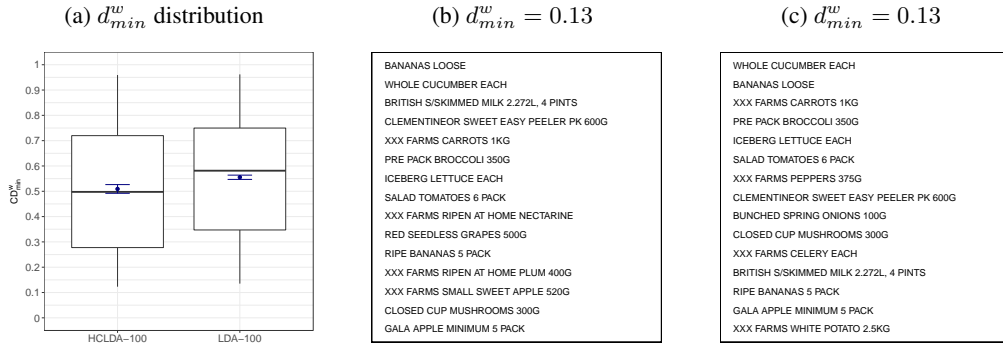 (a) d^w_min distribution
1
0.9
0.8
0.7
0.6
0.5
0.4
0.3
0.2
0.1
0
CD^w_min
HCLDA−100 LDA−100
(b) d^w_min = 0.13
BANANAS LOOSE
WHOLE CUCUMBER EACH
BRITISH S/SKIMMED MILK 2.272L, 4 PINTS
CLEMENTINEOR SWEET EASY PEELER PK 600G
XXX FARMS CARROTS 1KG
PRE PACK BROCCOLI 350G
ICEBERG LETTUCE EACH
SALAD TOMATOES 6 PACK
XXX FARMS RIPEN AT HOME NECTARINE
RED SEEDLESS GRAPES 500G
RIPE BANANAS 5 PACK
XXX FARMS RIPEN AT HOME PLUM 400G
XXX FARMS SMALL SWEET APPLE 520G
CLOSED CUP MUSHROOMS 300G
GALA APPLE MINIMUM 5 PACK
(c) d^w_min = 0.13
WHOLE CUCUMBER EACH
BANANAS LOOSE
XXX FARMS CARROTS 1KG
PRE PACK BROCCOLI 350G
ICEBERG LETTUCE EACH
SALAD TOMATOES 6 PACK
XXX FARMS PEPPERS 375G
CLEMENTINEOR SWEET EASY PEELER PK 600G
BUNCHED SPRING ONIONS 100G
CLOSED CUP MUSHROOMS 300G
XXX FARMS CELERY EACH
BRITISH S/SKIMMED MILK 2.272L, 4 PINTS
RIPE BANANAS 5 PACK
GALA APPLE MINIMUM 5 PACK
XXX FARMS WHITE POTATO 2.5KG